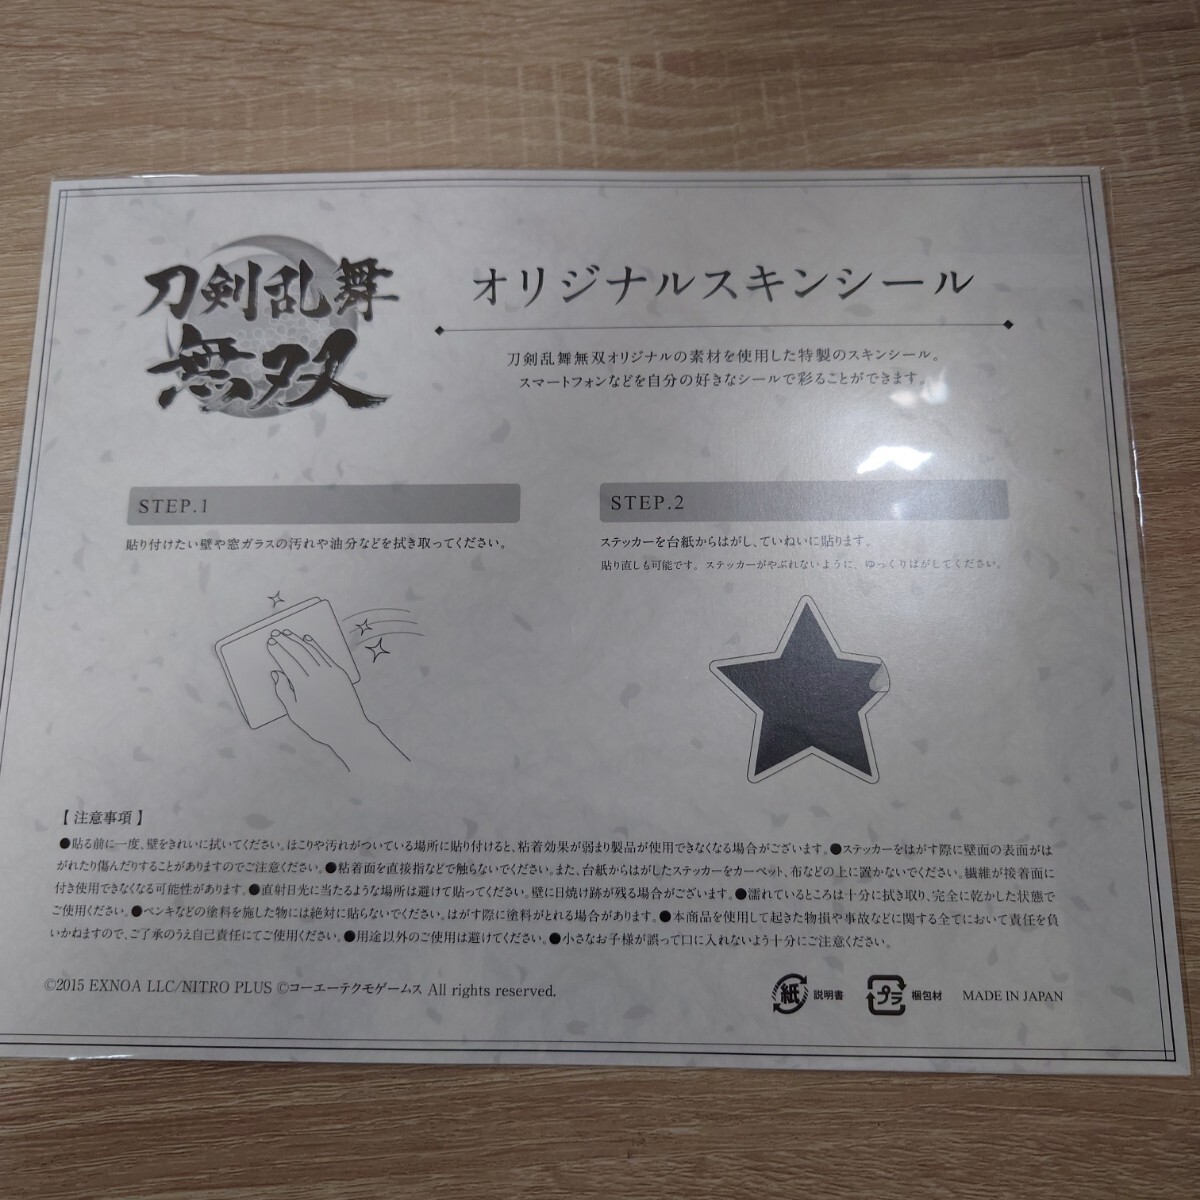 刀剣乱舞
無双
オリジナルスキンシール
刀剣乱舞無双オリジナルの素材を使用した特製のスキンシール。
スマートフォンなどを自分の好きなシールで彩ることができます。
STEP.1
貼り付けたい壁や窓ガラスの汚れや油分などを拭き取ってください。
STEP.2
ステッカーを台紙からはがし、ていねいに貼ります。
貼り直しも可能です。ステッカーがやぶれないように、ゆっくりはがしてください。
【注意事項】
●貼る前に一度、壁をきれいに拭いてください。ほこりや汚れがついている場所に貼り付けると、粘着効果が弱まり製品が使用できなくなる場合がございます。●ステッカーをはがす際に壁面の表面がは
がれたり傷んだりすることがありますのでご注意ください。●粘着面を直接指などで触らないでください。また、台紙からはがしたステッカーをカーペット、布などの上に置かないでください。繊維が接着面に
付き使用できなくなる可能性があります。●直射日光に当たるような場所は避けて貼ってください。壁に日焼け跡が残る場合がございます。●濡れているところは十分に拭き取り、完全に乾かした状態で
ご使用ください。●ペンキなどの塗料を施した物には絶対に貼らないでください。はがす際に塗料がとれる場合があります。●本商品を使用して起きた物損や事故などに関する全てにおいて責任を負
いかねますので、ご了承のうえ自己責任にてご使用ください。●用途以外のご使用は避けてください。●小さなお子様が誤って口に入れないよう十分にご注意ください。
©2015 EXNOA LLC/NITRO PLUS ©コーエーテクモゲームス All rights reserved.
紙 説明書 プラ 梱包材 MADE IN JAPAN